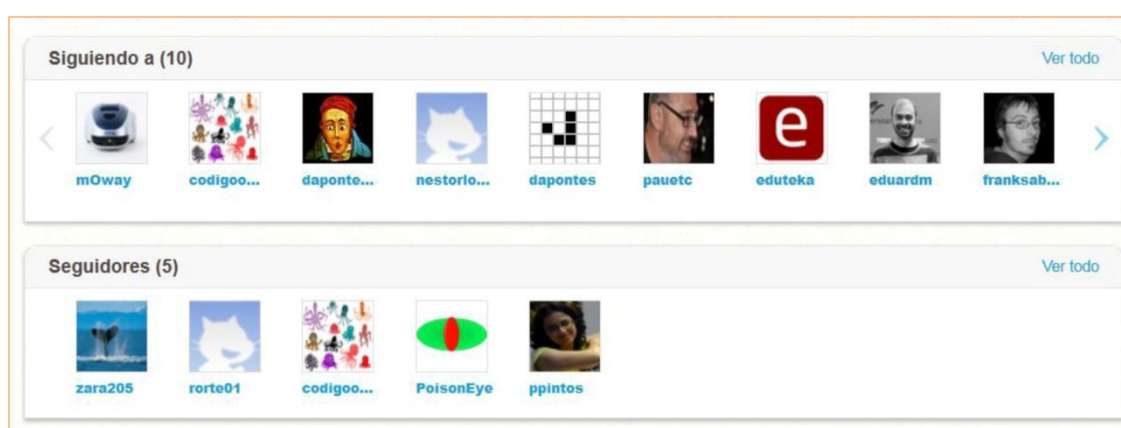 Siguiendo a (10) Ver todo
mOway codigoo... daponte... nestorlo... dapontes pauetc eduteka eduardm franksab...
Seguidores (5) Ver todo
zara205 rorte01 codigoo... PoisonEye ppintos